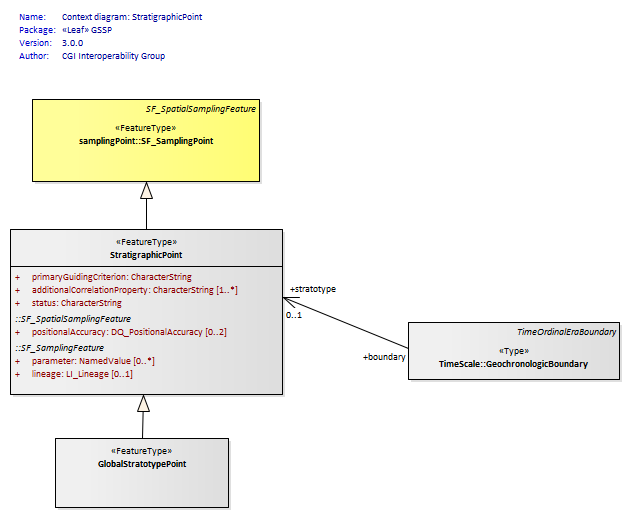 Name: Context diagram: StratigraphicPoint
Package: «Leaf» GSSP
Version: 3.0.0
Author: CGI Interoperability Group
SF_SpatialSamplingFeature
«FeatureType»
samplingPoint::SF_SamplingPoint
«FeatureType»
StratigraphicPoint
+ primaryGuidingCriterion: CharacterString
+ additionalCorrelationProperty: CharacterString [1..*]
+ status: CharacterString
::SF_SpatialSamplingFeature
+ positionalAccuracy: DQ_PositionalAccuracy [0..2]
::SF_SamplingFeature
+ parameter: NamedValue [0..*]
+ lineage: LI_Lineage [0..1]
+stratotype
0..1
+boundary
TimeOrdinalEraBoundary
«Type»
TimeScale::GeochronologicBoundary
«FeatureType»
GlobalStratotypePoint